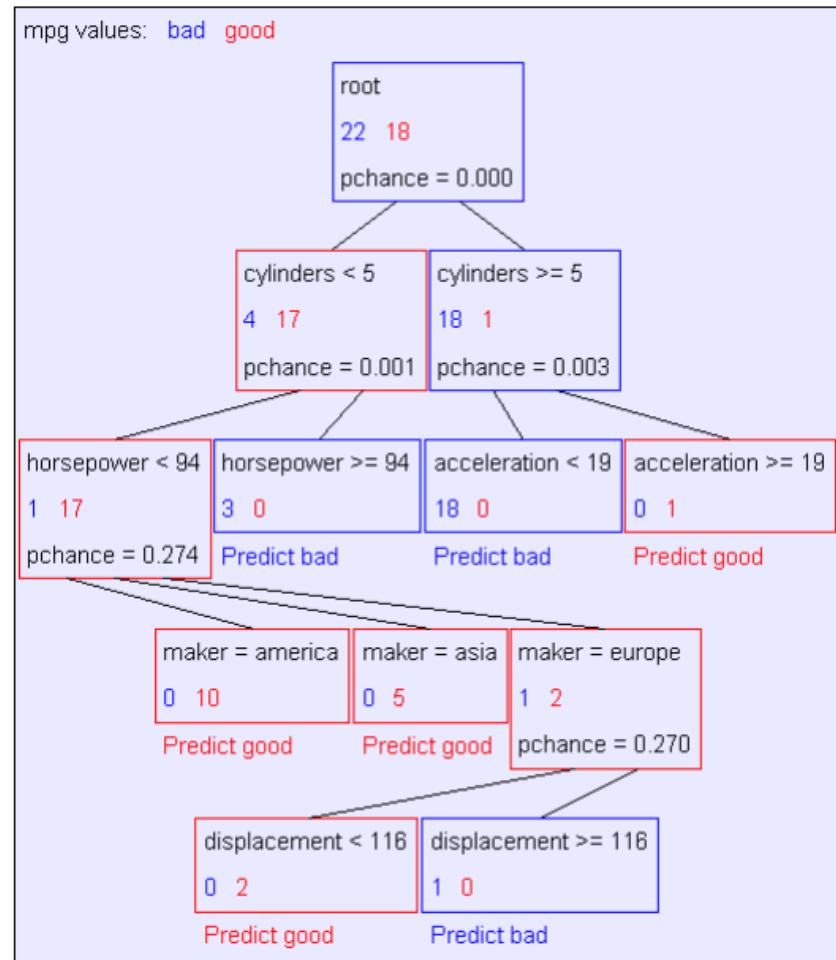 mpg values: bad good
root
22 18
pchance = 0.000
cylinders < 5
4 17
pchance = 0.001
cylinders >= 5
18 1
pchance = 0.003
horsepower < 94
1 17
pchance = 0.274
horsepower >= 94
3 0
Predict bad
acceleration < 19
18 0
Predict bad
acceleration >= 19
0 1
Predict good
maker = america
0 10
Predict good
maker = asia
0 5
Predict good
maker = europe
1 2
pchance = 0.270
displacement < 116
0 2
Predict good
displacement >= 116
1 0
Predict bad